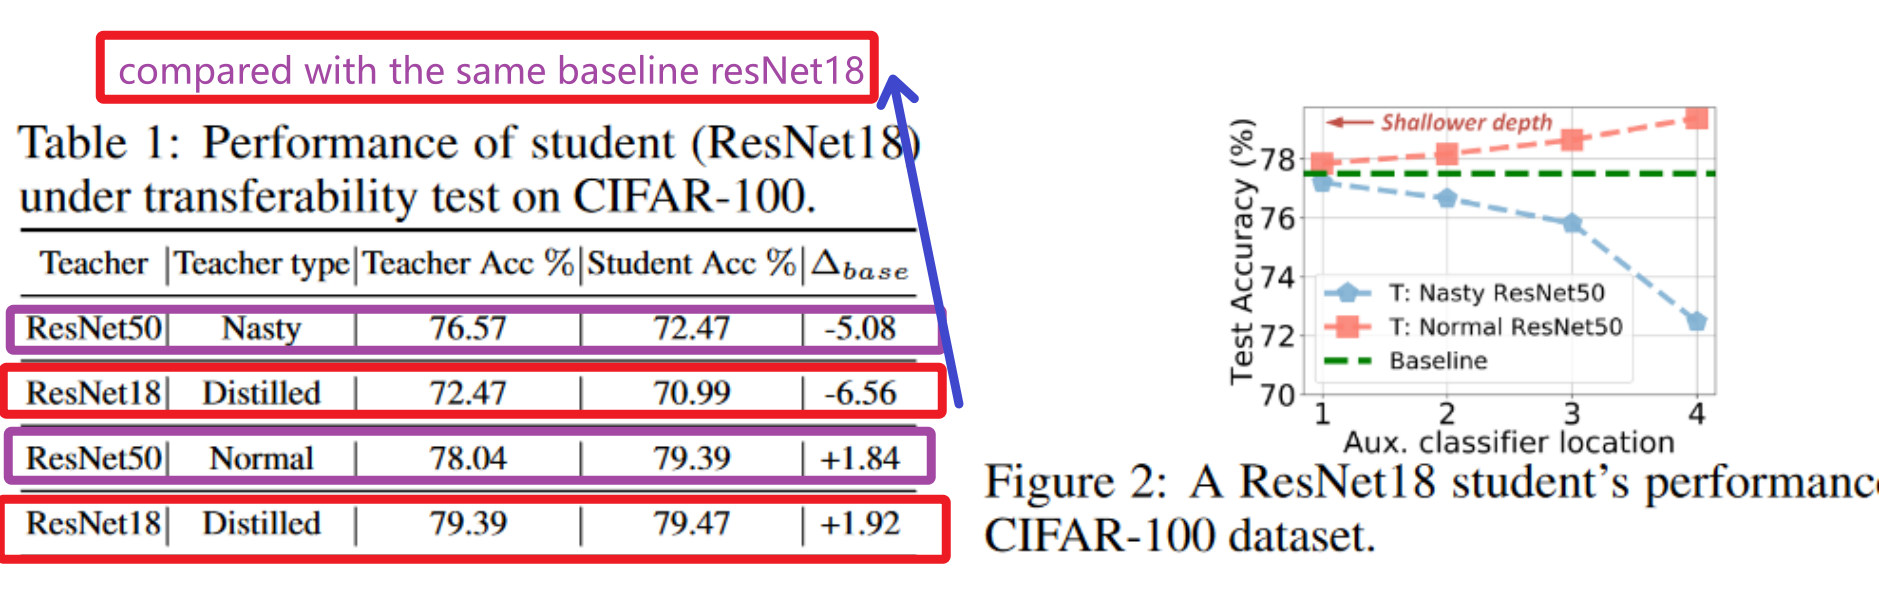 compared with the same baseline resNet18
Table 1: Performance of student (ResNet18)
under transferability test on CIFAR-100.
Teacher Teacher type Teacher Acc % Student Acc % Δbase
ResNet50 Nasty 76.57 72.47 -5.08
ResNet18 Distilled 72.47 70.99 -6.56
ResNet50 Normal 78.04 79.39 +1.84
ResNet18 Distilled 79.39 79.47 +1.92
Test Accuracy (%)
78
76
74
72
70
Shallower depth
T: Nasty ResNet50
T: Normal ResNet50
Baseline
1 2 3 4
Aux. classifier location
Figure 2: A ResNet18 student's performanc
CIFAR-100 dataset.